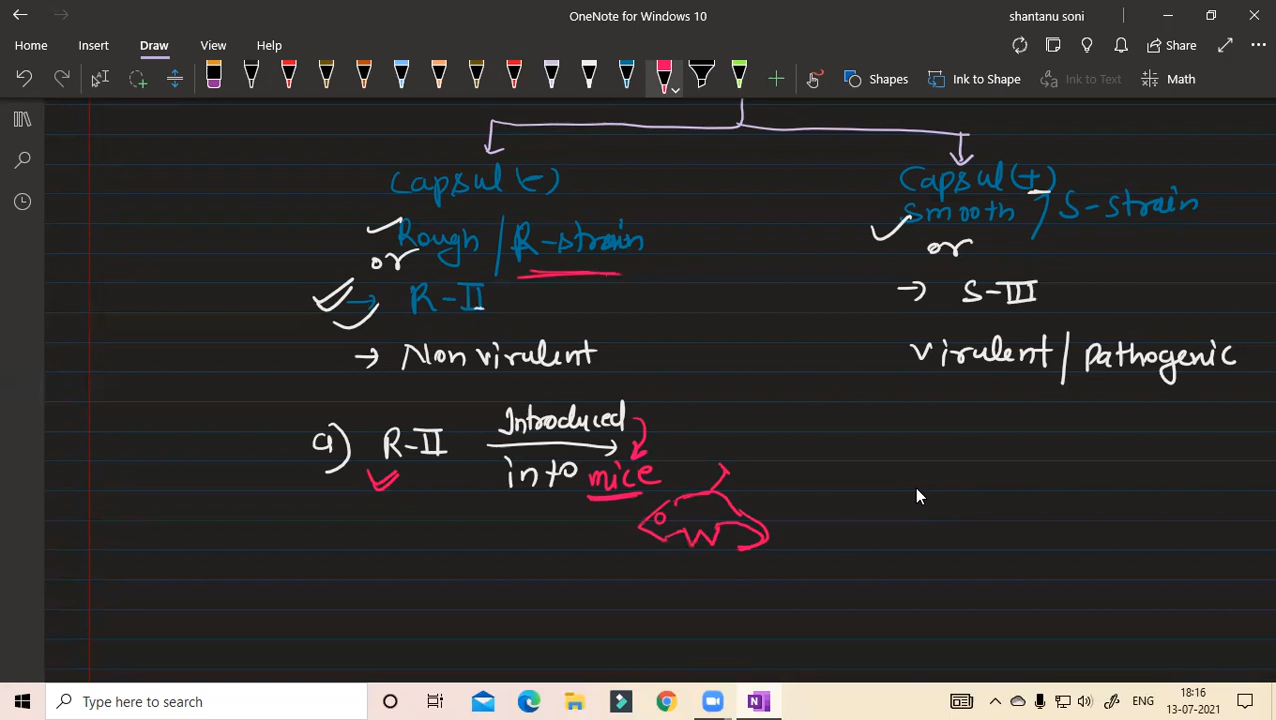 OneNote for Windows 10
shantanu soni
Home Insert Draw View Help
Share
Shapes
Ink to Shape
Ink to Text
Math
Capsul (-)
Capsul (+)
Rough / R-strain
Smooth / S-strain
or
or
→ R-II
→ S-III
→ Non virulent
virulent / pathogenic
a) R-II Introduced
into mice
Type here to search
ENG
18:16
13-07-2021